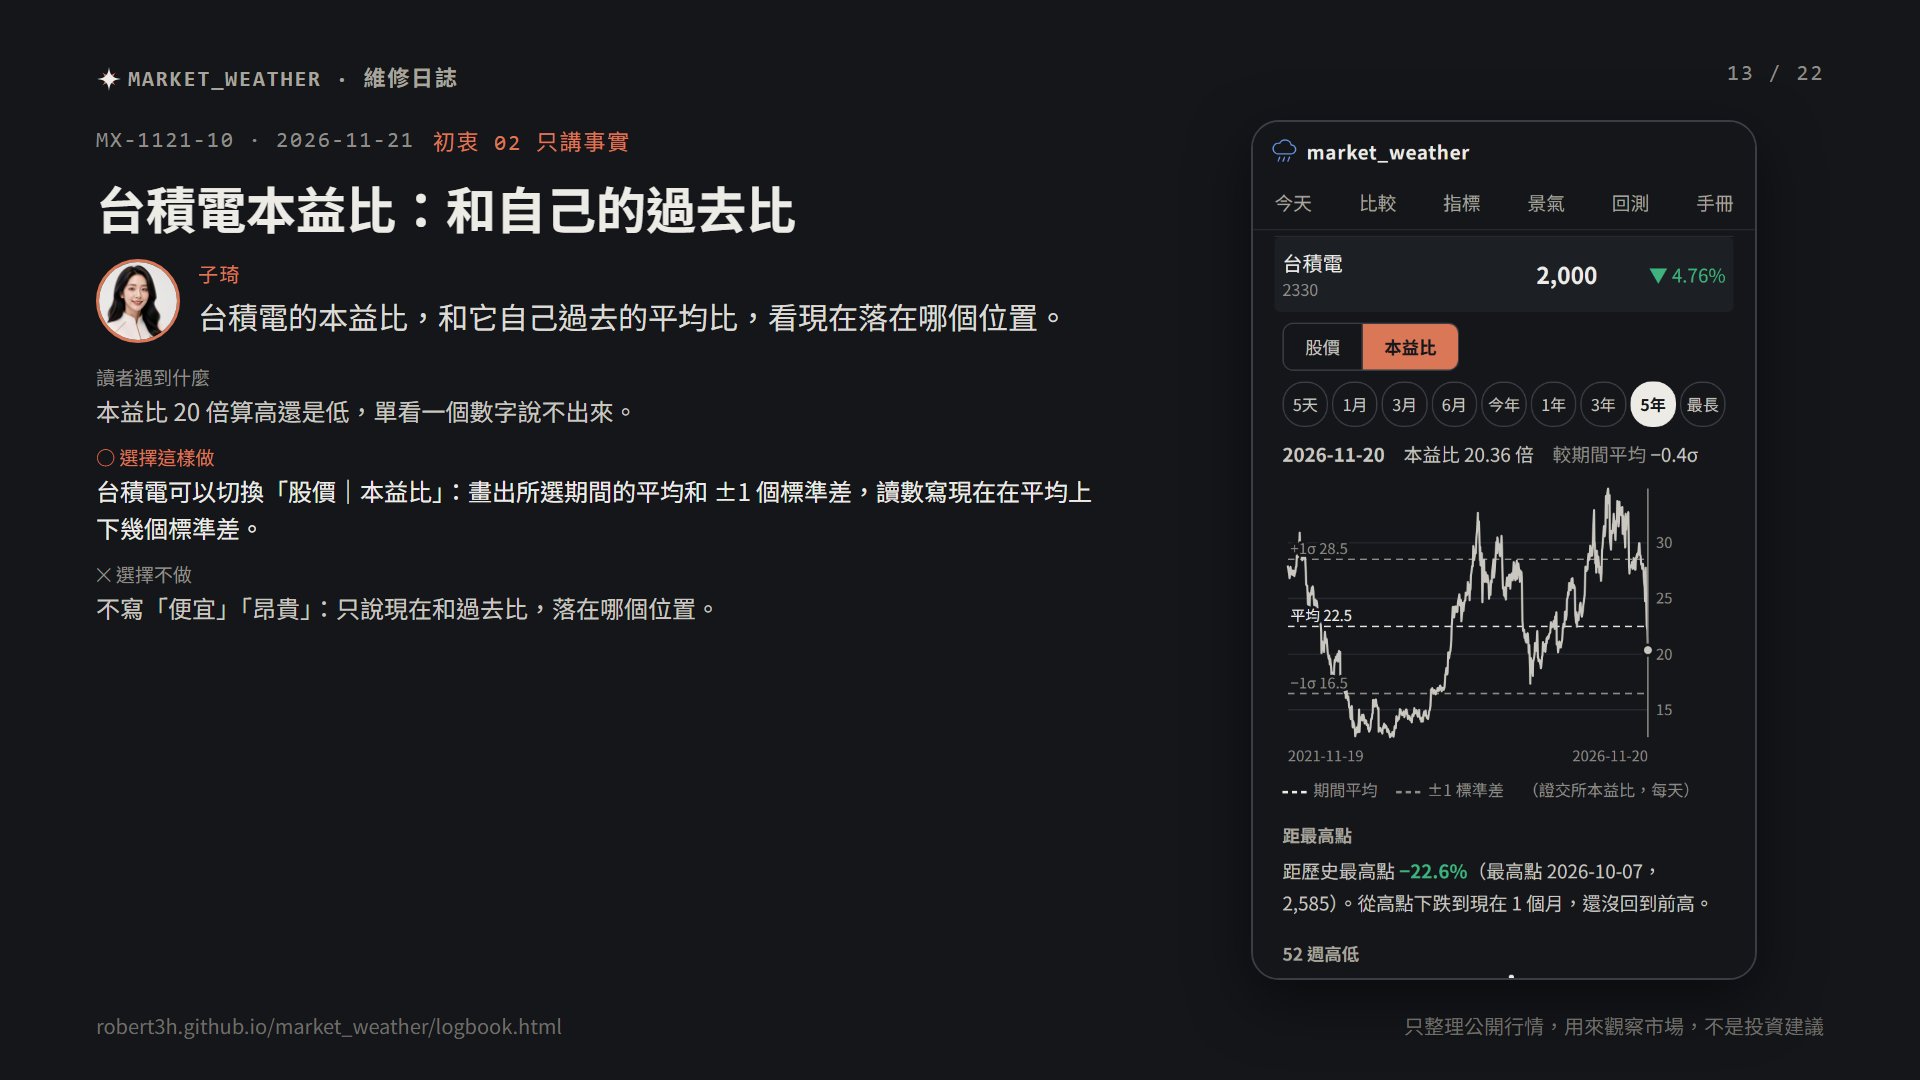 MARKET_WEATHER · 維修日誌
13 / 22
MX-1121-10 · 2026-11-21 初衷 02 只講事實
台積電本益比：和自己的過去比
子琦
台積電的本益比，和它自己過去的平均比，看現在落在哪個位置。
讀者遇到什麼
本益比 20 倍算高還是低，單看一個數字說不出來。
○ 選擇這樣做
台積電可以切換「股價｜本益比」：畫出所選期間的平均和 ±1 個標準差，讀數寫現在在平均上
下幾個標準差。
× 選擇不做
不寫「便宜」「昂貴」：只說現在和過去比，落在哪個位置。
market_weather
今天 比較 指標 景氣 回測 手冊
台積電
2330
2,000
▼ 4.76%
股價 本益比
5天 1月 3月 6月 今年 1年 3年 5年 最長
2026-11-20 本益比 20.36 倍 較期間平均 −0.4σ
+1σ 28.5
平均 22.5
−1σ 16.5
30
25
20
15
2021-11-19
2026-11-20
期間平均 ±1 標準差 （證交所本益比，每天）
距最高點
距歷史最高點 −22.6%（最高點 2026-10-07，
2,585）。從高點下跌到現在 1 個月，還沒回到前高。
52 週高低
robert3h.github.io/market_weather/logbook.html
只整理公開行情，用來觀察市場，不是投資建議